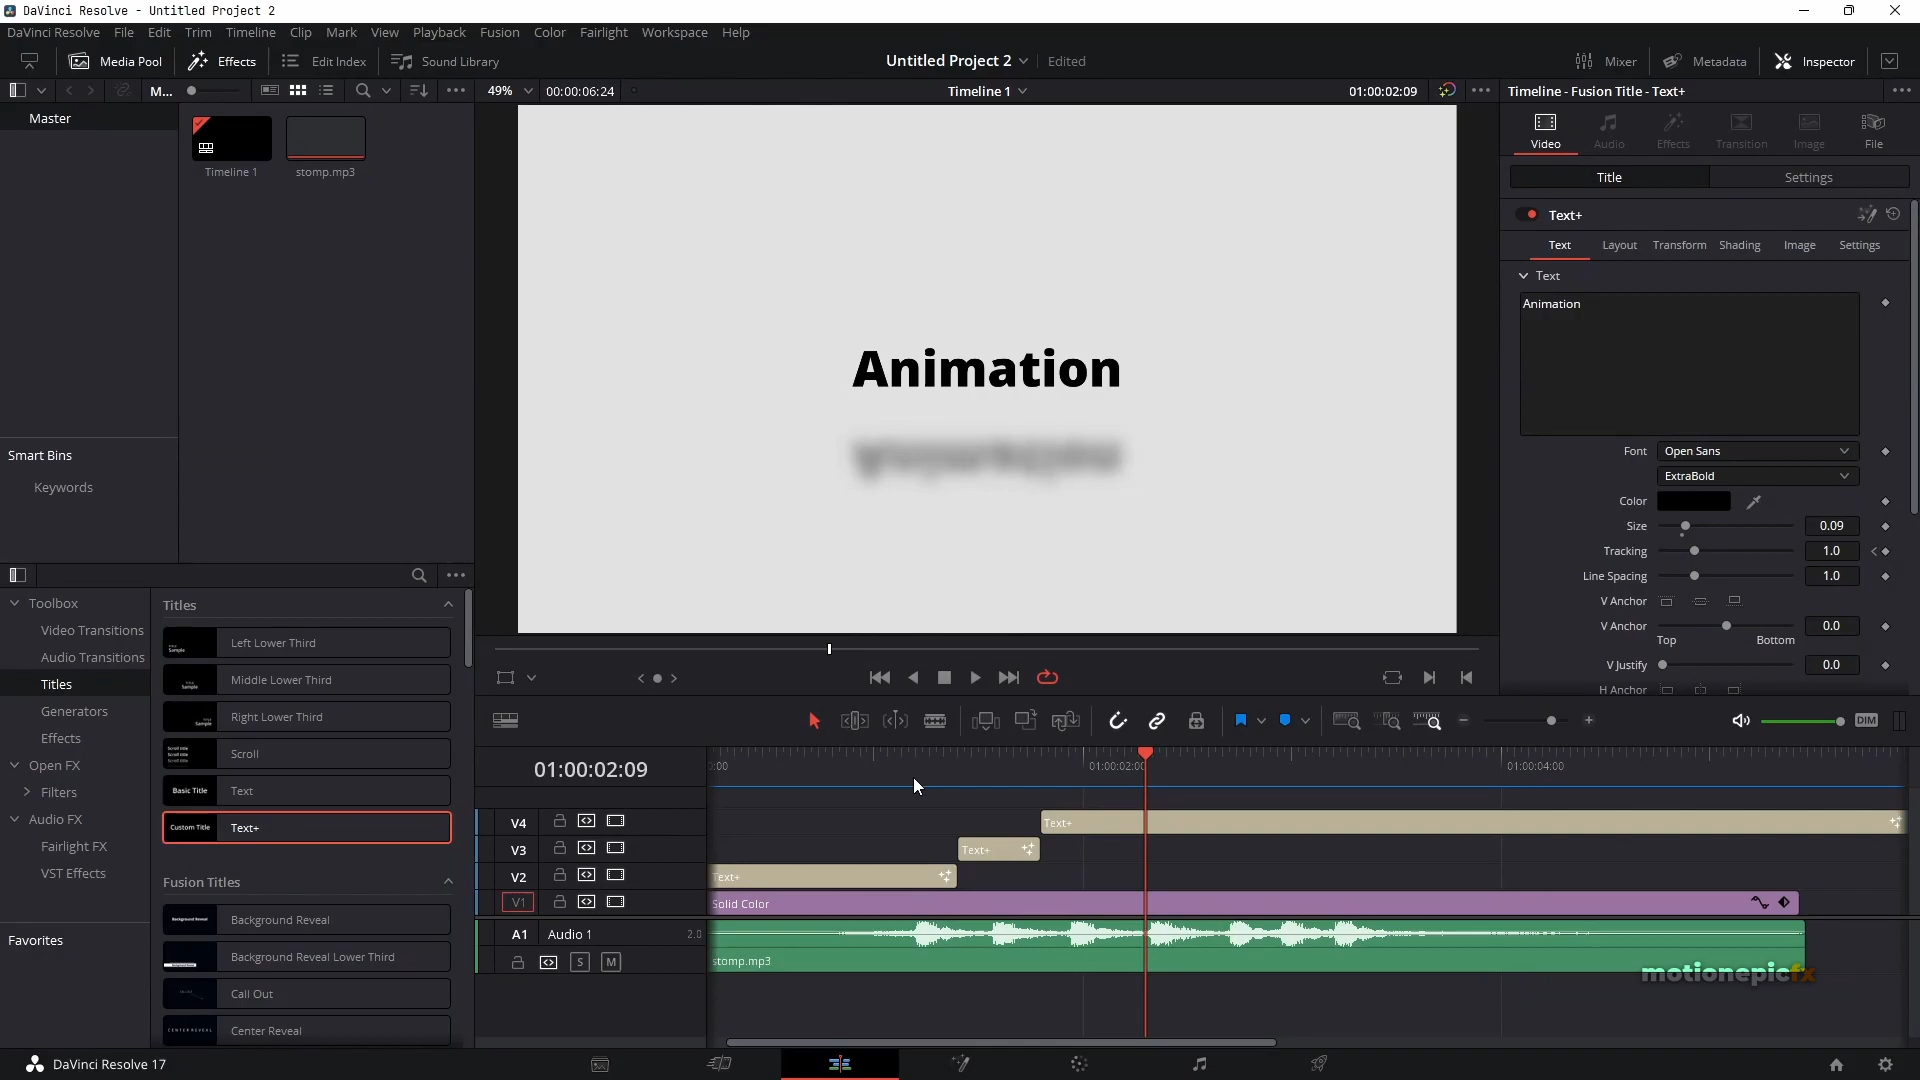 DaVinci Resolve - Untitled Project 2
DaVinci Resolve File Edit Trim Timeline Clip Mark View Playback Fusion Color Fairlight Workspace Help
Media Pool Effects Edit Index Sound Library Untitled Project 2 Edited Mixer Metadata Inspector
M... 49% 00:00:06:24 Timeline 1 01:00:02:09 Timeline - Fusion Title - Text+
Master
Timeline 1 stomp.mp3
Smart Bins
Keywords
Animation
Video Audio Effects Transition Image File
Title Settings
Text+
Text Layout Transform Shading Image Settings
Text
Animation
Font Open Sans
ExtraBold
Color
Size 0.09
Tracking 1.0
Line Spacing 1.0
V Anchor
V Anchor 0.0
Top Bottom
V Justify 0.0
H Anchor
Toolbox
Video Transitions
Audio Transitions
Titles
Generators
Effects
Open FX
Filters
Audio FX
Fairlight FX
VST Effects
Favorites
Titles
Sample Left Lower Third
Sample Middle Lower Third
Sample Right Lower Third
Scroll
Basic Title Text
Custom Title Text+
Fusion Titles
Background Reveal Background Reveal
Background Reveal Lower Third
Call Out
CENTER REVEAL Center Reveal
DIM
01:00:02:09 :00 01:00:02:00 01:00:04:00
V4 Text+
V3 Text+
V2 Text+
V1 Solid Color
A1 Audio 1 2.0
S M stomp.mp3
motionepicfx
DaVinci Resolve 17